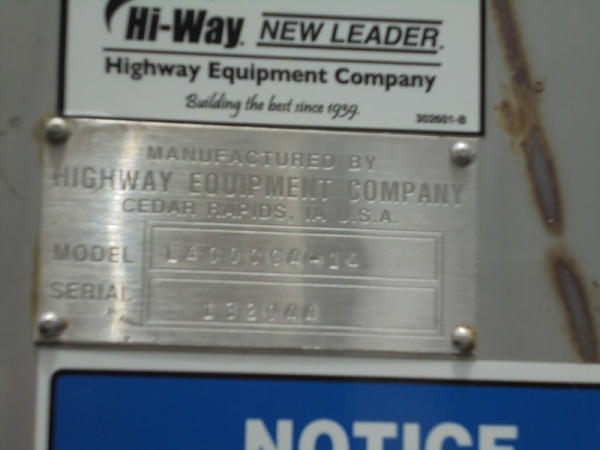 Hi-Way. NEW LEADER.
Highway Equipment Company
Building the best since 1939.
302601-B
MANUFACTURED BY
HIGHWAY EQUIPMENT COMPANY
CEDAR RAPIDS, IA U.S.A.
MODEL
SERIAL
NOTICE